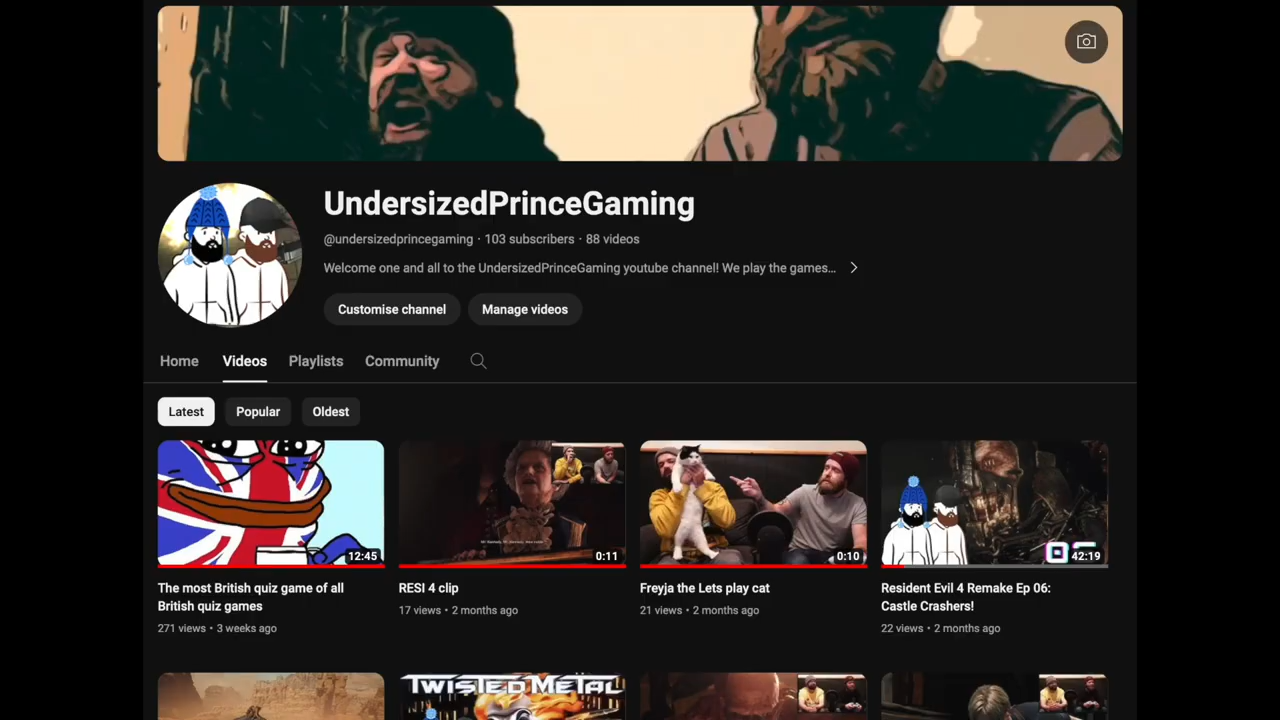 UndersizedPrinceGaming
@undersizedprincegaming · 103 subscribers · 88 videos
Welcome one and all to the UndersizedPrinceGaming youtube channel! We play the games...
Customise channel
Manage videos
Home
Videos
Playlists
Community
Latest
Popular
Oldest
12:45
0:11
0:10
42:19
The most British quiz game of all
British quiz games
271 views • 3 weeks ago
RESI 4 clip
17 views • 2 months ago
Freyja the Lets play cat
21 views • 2 months ago
Resident Evil 4 Remake Ep 06:
Castle Crashers!
22 views • 2 months ago
TWISTED METAL